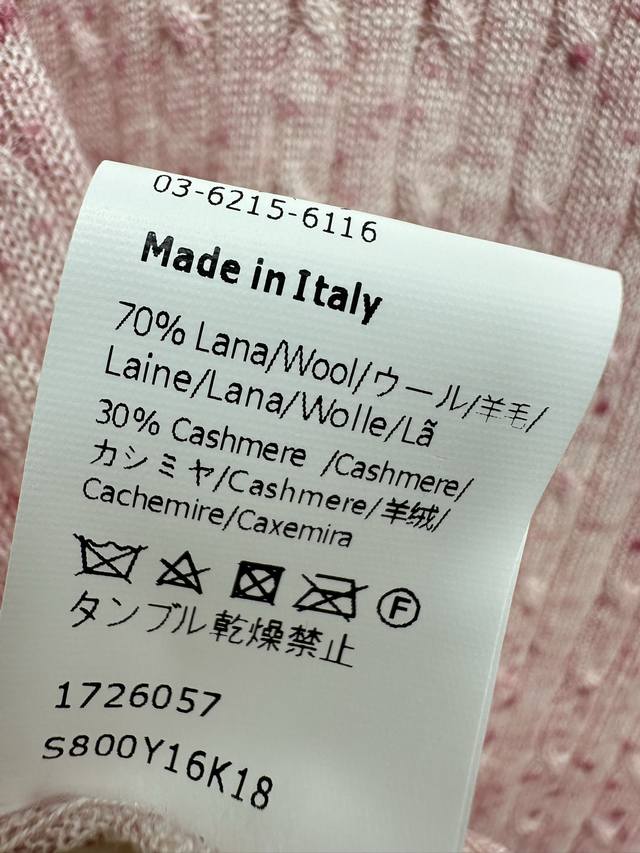 03-6215-6116
Made in Italy
70% Lana/Wool/ウール/羊毛/
Laine/Lana/Wolle/Lã
30% Cashmere /Cashmere/
カシミヤ/Cashmere/羊绒/
Cachemire/Caxemira
F
タンブル乾燥禁止
1726057
S800Y16K18